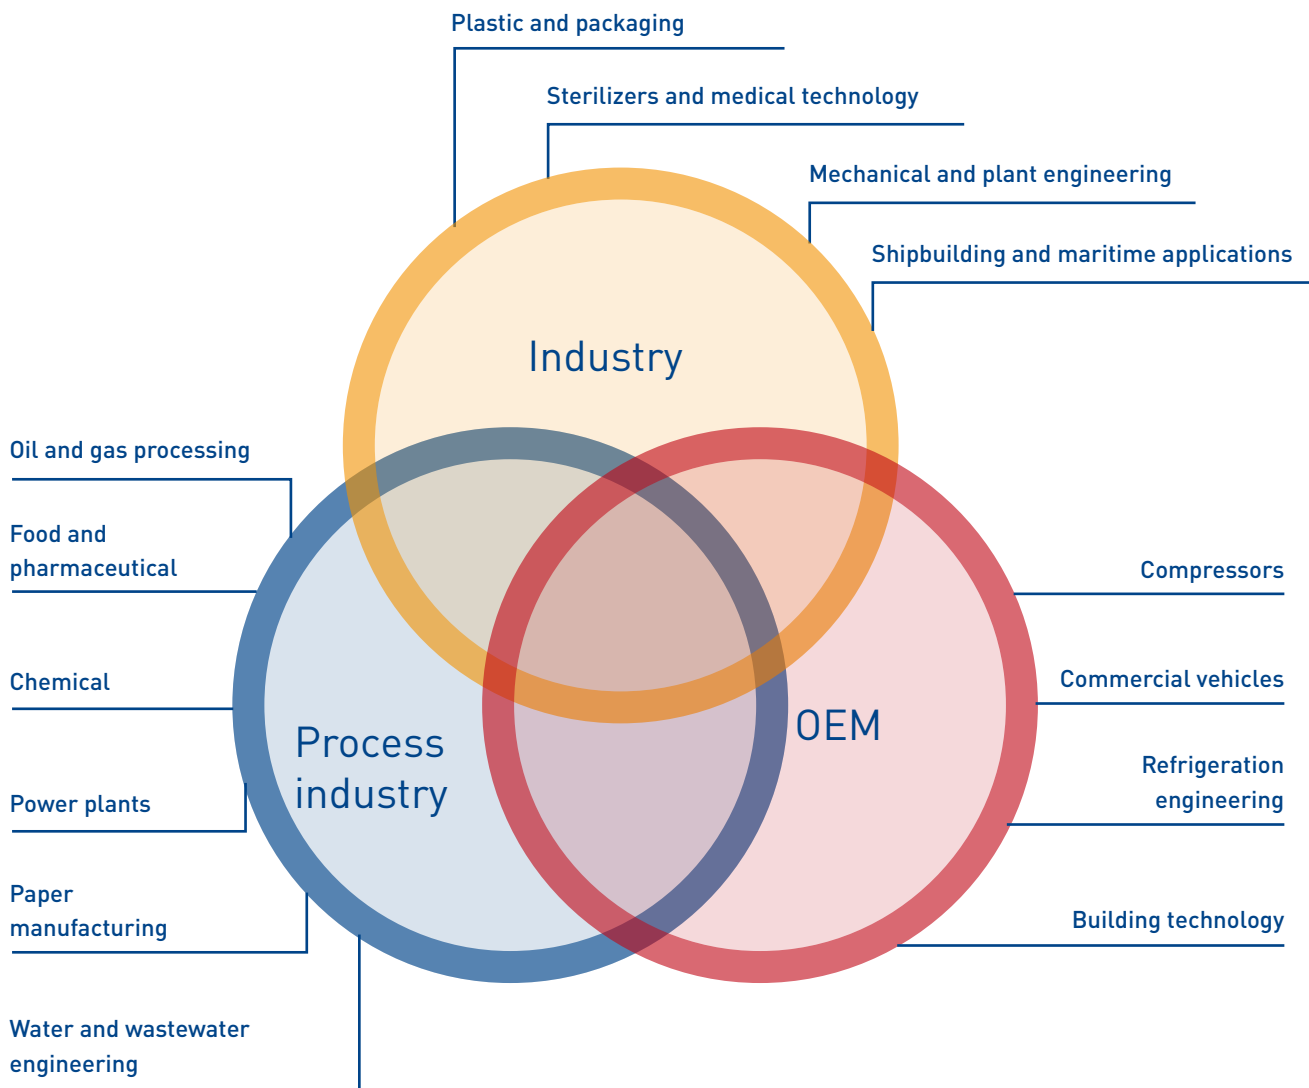 Plastic and packaging
Sterilizers and medical technology
Mechanical and plant engineering
Shipbuilding and maritime applications
Industry
Oil and gas processing
Food and
pharmaceutical
Chemical
Power plants
Paper
manufacturing
Water and wastewater
engineering
Process
industry
OEM
Compressors
Commercial vehicles
Refrigeration
engineering
Building technology